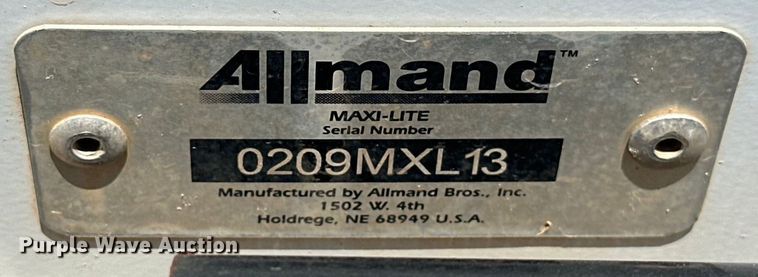 Allmand™
MAXI-LITE
Serial Number
0209MXL13
Manufactured by Allmand Bros., Inc.
1502 W. 4th
Holdrege, NE 68949 U.S.A.
Purple Wave Auction